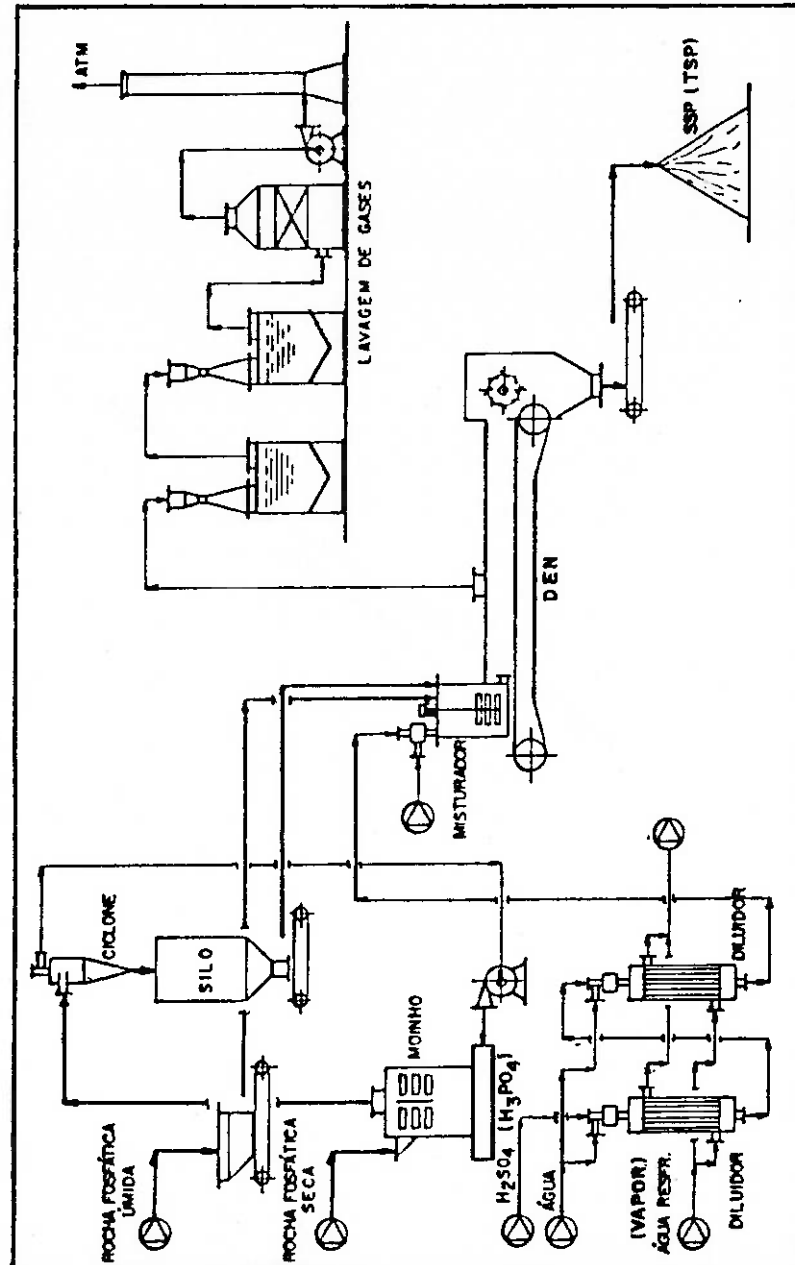 ROCHA FOSFÁTICA
ÚMIDA
ROCHA FOSFÁTICA
SECA
H2SO4 (H3PO4)
ÁGUA
(VAPOR)
ÁGUA RESFR.
DILUIDOR
DILUIDOR
MOINHO
SILO
CICLONE
MISTURADOR
DEN
LAVAGEM DE GASES
ATM
SSP (TSP)